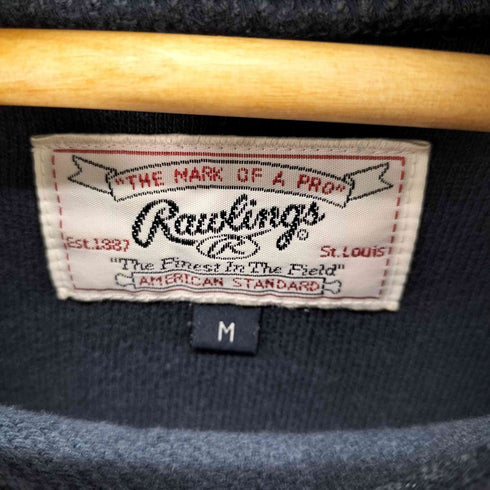 "THE MARK OF A PRO"
Rawlings®
R
Est.1887 St.Louis
"The Finest In The Field"
AMERICAN STANDARD
M